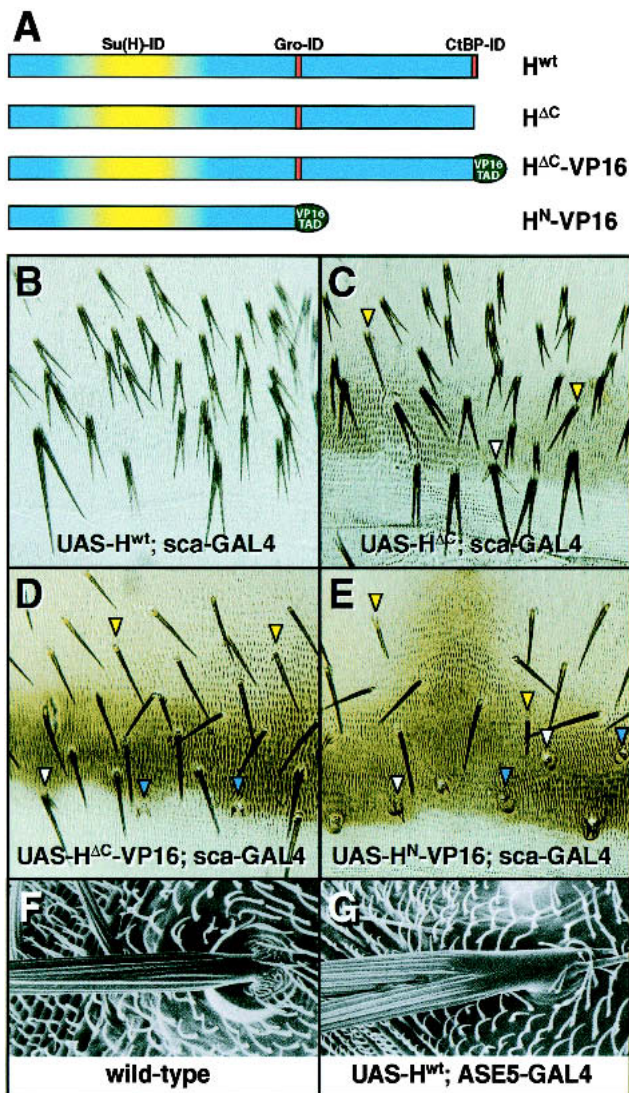 A
Su(H)-ID Gro-ID CtBP-ID
H^wt
H^ΔC
VP16
TAD
H^ΔC-VP16
VP16
TAD
H^N-VP16
B
UAS-H^wt; sca-GAL4
C
UAS-H^ΔC; sca-GAL4
D
UAS-H^ΔC-VP16; sca-GAL4
E
UAS-H^N-VP16; sca-GAL4
F
wild-type
G
UAS-H^wt; ASE5-GAL4